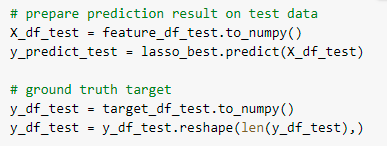 # prepare prediction result on test data
X_df_test = feature_df_test.to_numpy()
y_predict_test = lasso_best.predict(X_df_test)
# ground truth target
y_df_test = target_df_test.to_numpy()
y_df_test = y_df_test.reshape(len(y_df_test),)